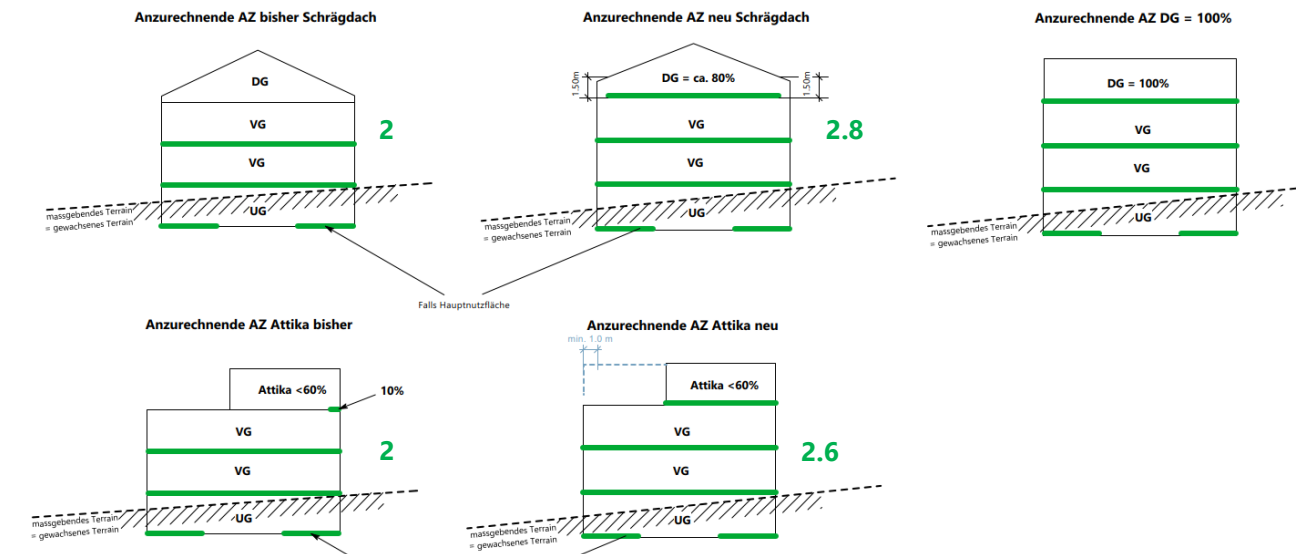 Anzurechnende AZ bisher Schrägdach
DG
VG
2
VG
massgebendes Terrain
= gewachsenes Terrain
UG
Anzurechnende AZ neu Schrägdach
1.50m
DG = ca. 80%
1.50m
VG
2.8
VG
massgebendes Terrain
= gewachsenes Terrain
UG
Anzurechnende AZ DG = 100%
DG = 100%
VG
VG
massgebendes Terrain
= gewachsenes Terrain
UG
Falls Hauptnutzfläche
Anzurechnende AZ Attika bisher
Attika <60%
10%
VG
2
VG
massgebendes Terrain
= gewachsenes Terrain
UG
Anzurechnende AZ Attika neu
min. 1.0 m
Attika <60%
VG
2.6
VG
massgebendes Terrain
= gewachsenes Terrain
UG